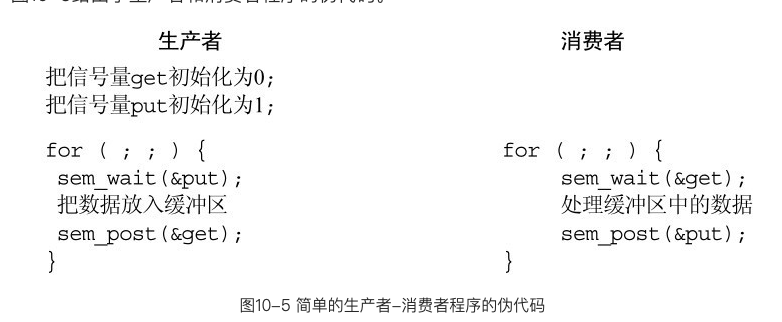 生产者
消费者
把信号量get初始化为0;
把信号量put初始化为1;
for ( ; ; ) {
sem_wait(&put);
把数据放入缓冲区
sem_post(&get);
}
for ( ; ; ) {
sem_wait(&get);
处理缓冲区中的数据
sem_post(&put);
}
图10-5 简单的生产者-消费者程序的伪代码